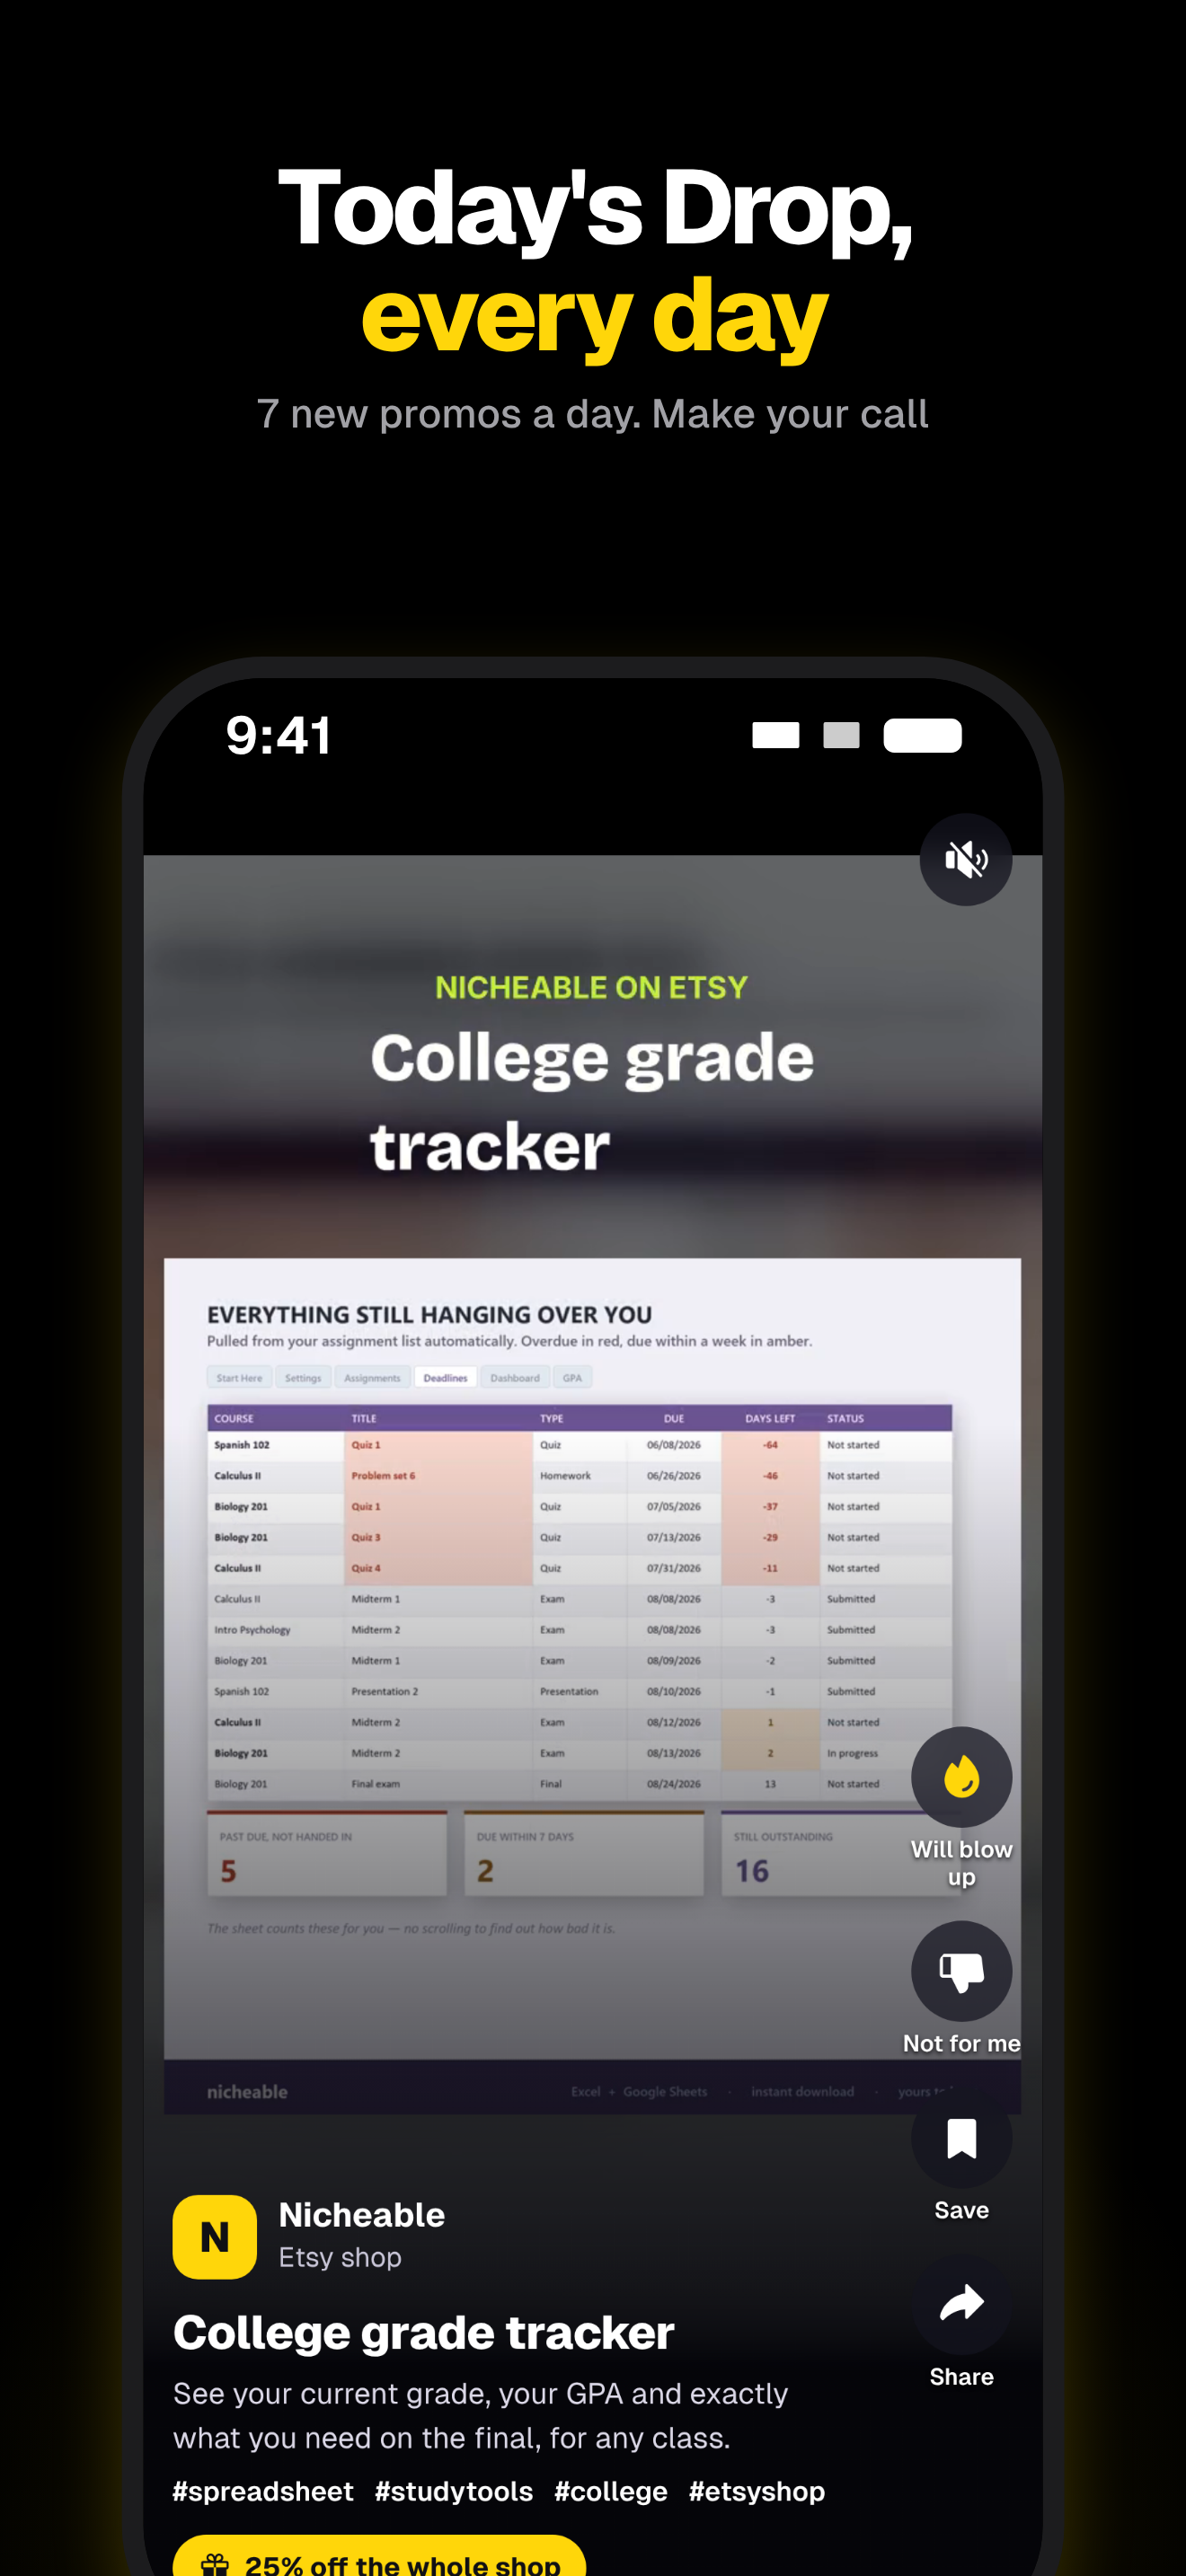 Today's Drop,
every day
7 new promos a day. Make your call
9:41
NICHEABLE ON ETSY
College grade
tracker
EVERYTHING STILL HANGING OVER YOU
Pulled from your assignment list automatically. Overdue in red, due within a week in amber.
Start Here Settings Assignments Deadlines Dashboard GPA
COURSE TITLE TYPE DUE DAYS LEFT STATUS
Spanish 102 Quiz 1 Quiz 06/08/2026 -64 Not started
Calculus II Problem set 6 Homework 06/26/2026 -46 Not started
Biology 201 Quiz 1 Quiz 07/05/2026 -37 Not started
Biology 201 Quiz 3 Quiz 07/13/2026 -29 Not started
Calculus II Quiz 4 Quiz 07/31/2026 -11 Not started
Calculus II Midterm 1 Exam 08/08/2026 -3 Submitted
Intro Psychology Midterm 2 Exam 08/08/2026 -3 Submitted
Biology 201 Midterm 1 Exam 08/09/2026 -2 Submitted
Spanish 102 Presentation 2 Presentation 08/10/2026 -1 Submitted
Calculus II Midterm 2 Exam 08/12/2026 1 Not started
Biology 201 Midterm 2 Exam 08/13/2026 2 In progress
Biology 201 Final exam Final 08/24/2026 13 Not started
PAST DUE, NOT HANDED IN DUE WITHIN 7 DAYS STILL OUTSTANDING
5 2 16
The sheet counts these for you — no scrolling to find out how bad it is.
Will blow
up
Not for me
nicheable Excel + Google Sheets · instant download · yours
Save
Share
N
Nicheable
Etsy shop
College grade tracker
See your current grade, your GPA and exactly
what you need on the final, for any class.
#spreadsheet #studytools #college #etsyshop
25% off the whole shop